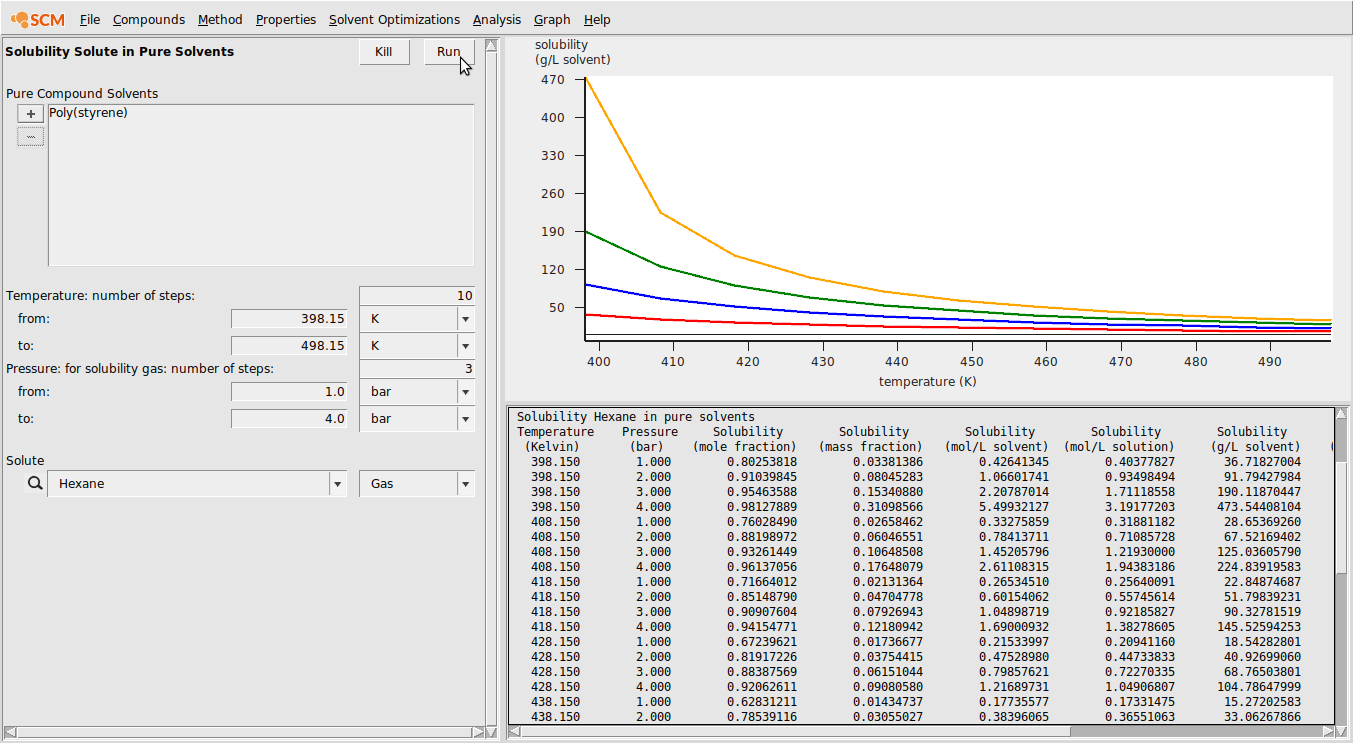 SCM File Compounds Method Properties Solvent Optimizations Analysis Graph Help
Solubility Solute in Pure Solvents Kill Run
Pure Compound Solvents
+ Poly(styrene)
Temperature: number of steps: 10
from: 398.15 K
to: 498.15 K
Pressure: for solubility gas: number of steps: 3
from: 1.0 bar
to: 4.0 bar
Solute
Hexane Gas
solubility
(g/L solvent)
470
400
330
260
190
120
50
400 410 420 430 440 450 460 470 480 490
temperature (K)
Solubility Hexane in pure solvents
Temperature Pressure Solubility Solubility Solubility Solubility Solubility
(Kelvin) (bar) (mole fraction) (mass fraction) (mol/L solvent) (mol/L solution) (g/L solvent) (
398.150 1.000 0.80253818 0.03381386 0.42641345 0.40377827 36.71827004
398.150 2.000 0.91039845 0.08045283 1.06601741 0.93498494 91.79427984
398.150 3.000 0.95463588 0.15340880 2.20787014 1.71118558 190.11870447
398.150 4.000 0.98127889 0.31098566 5.49932127 3.19177203 473.54408104
408.150 1.000 0.76028490 0.02658462 0.33275859 0.31881182 28.65369260
408.150 2.000 0.88198972 0.06046551 0.78413711 0.71085728 67.52169402
408.150 3.000 0.93261449 0.10648508 1.45205796 1.21930000 125.03605790
408.150 4.000 0.96137056 0.17648079 2.61108315 1.94383186 224.83919583
418.150 1.000 0.71664012 0.02131364 0.26534510 0.25640091 22.84874687
418.150 2.000 0.85148790 0.04704778 0.60154062 0.55745614 51.79839231
418.150 3.000 0.90907604 0.07926943 1.04898719 0.92185827 90.32781519
418.150 4.000 0.94154771 0.12180942 1.69000932 1.38278605 145.52594253
428.150 1.000 0.67239621 0.01736677 0.21533997 0.20941160 18.54282801
428.150 2.000 0.81917226 0.03754415 0.47528980 0.44733833 40.92699060
428.150 3.000 0.88387569 0.06151044 0.79857621 0.72270335 68.76503801
428.150 4.000 0.92062611 0.09080580 1.21689731 1.04906807 104.78647999
438.150 1.000 0.62831211 0.01434737 0.17735577 0.17331475 15.27202583
438.150 2.000 0.78539116 0.03055027 0.38396065 0.36551063 33.06267866